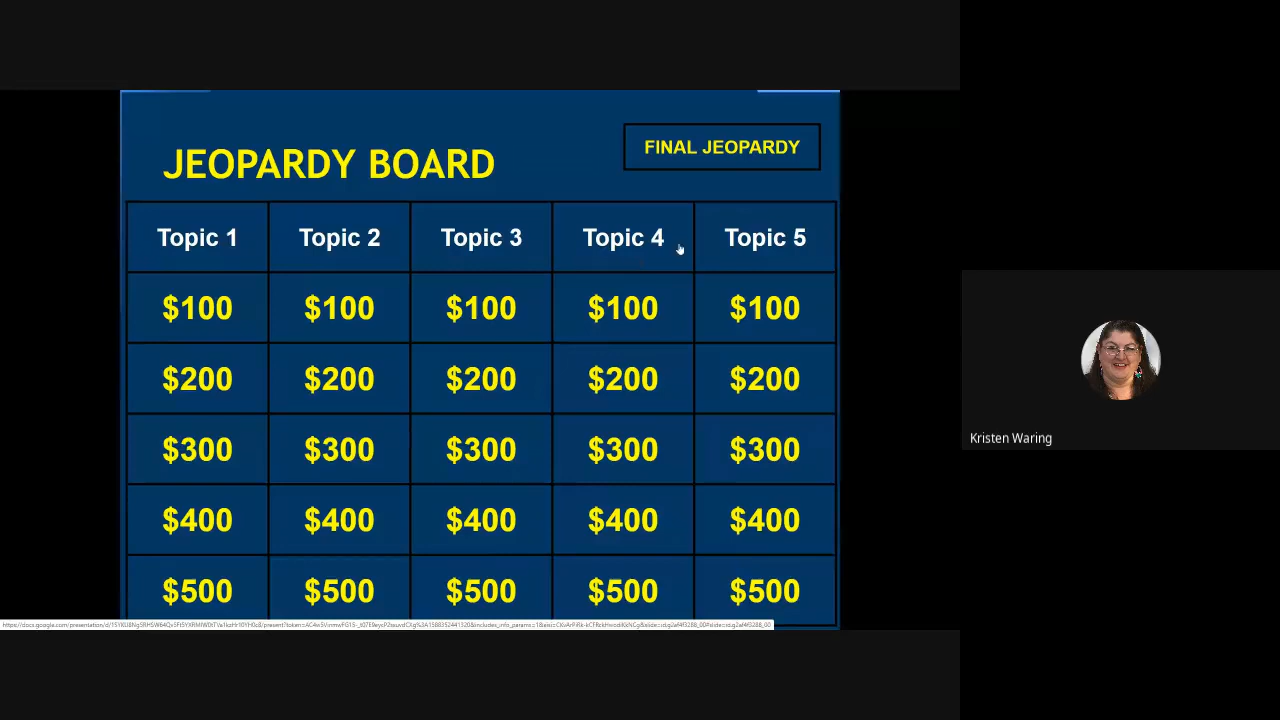 FINAL JEOPARDY
JEOPARDY BOARD
Topic 1 Topic 2 Topic 3 Topic 4 Topic 5
$100 $100 $100 $100 $100
$200 $200 $200 $200 $200
$300 $300 $300 $300 $300
$400 $400 $400 $400 $400
$500 $500 $500 $500 $500
Kristen Waring